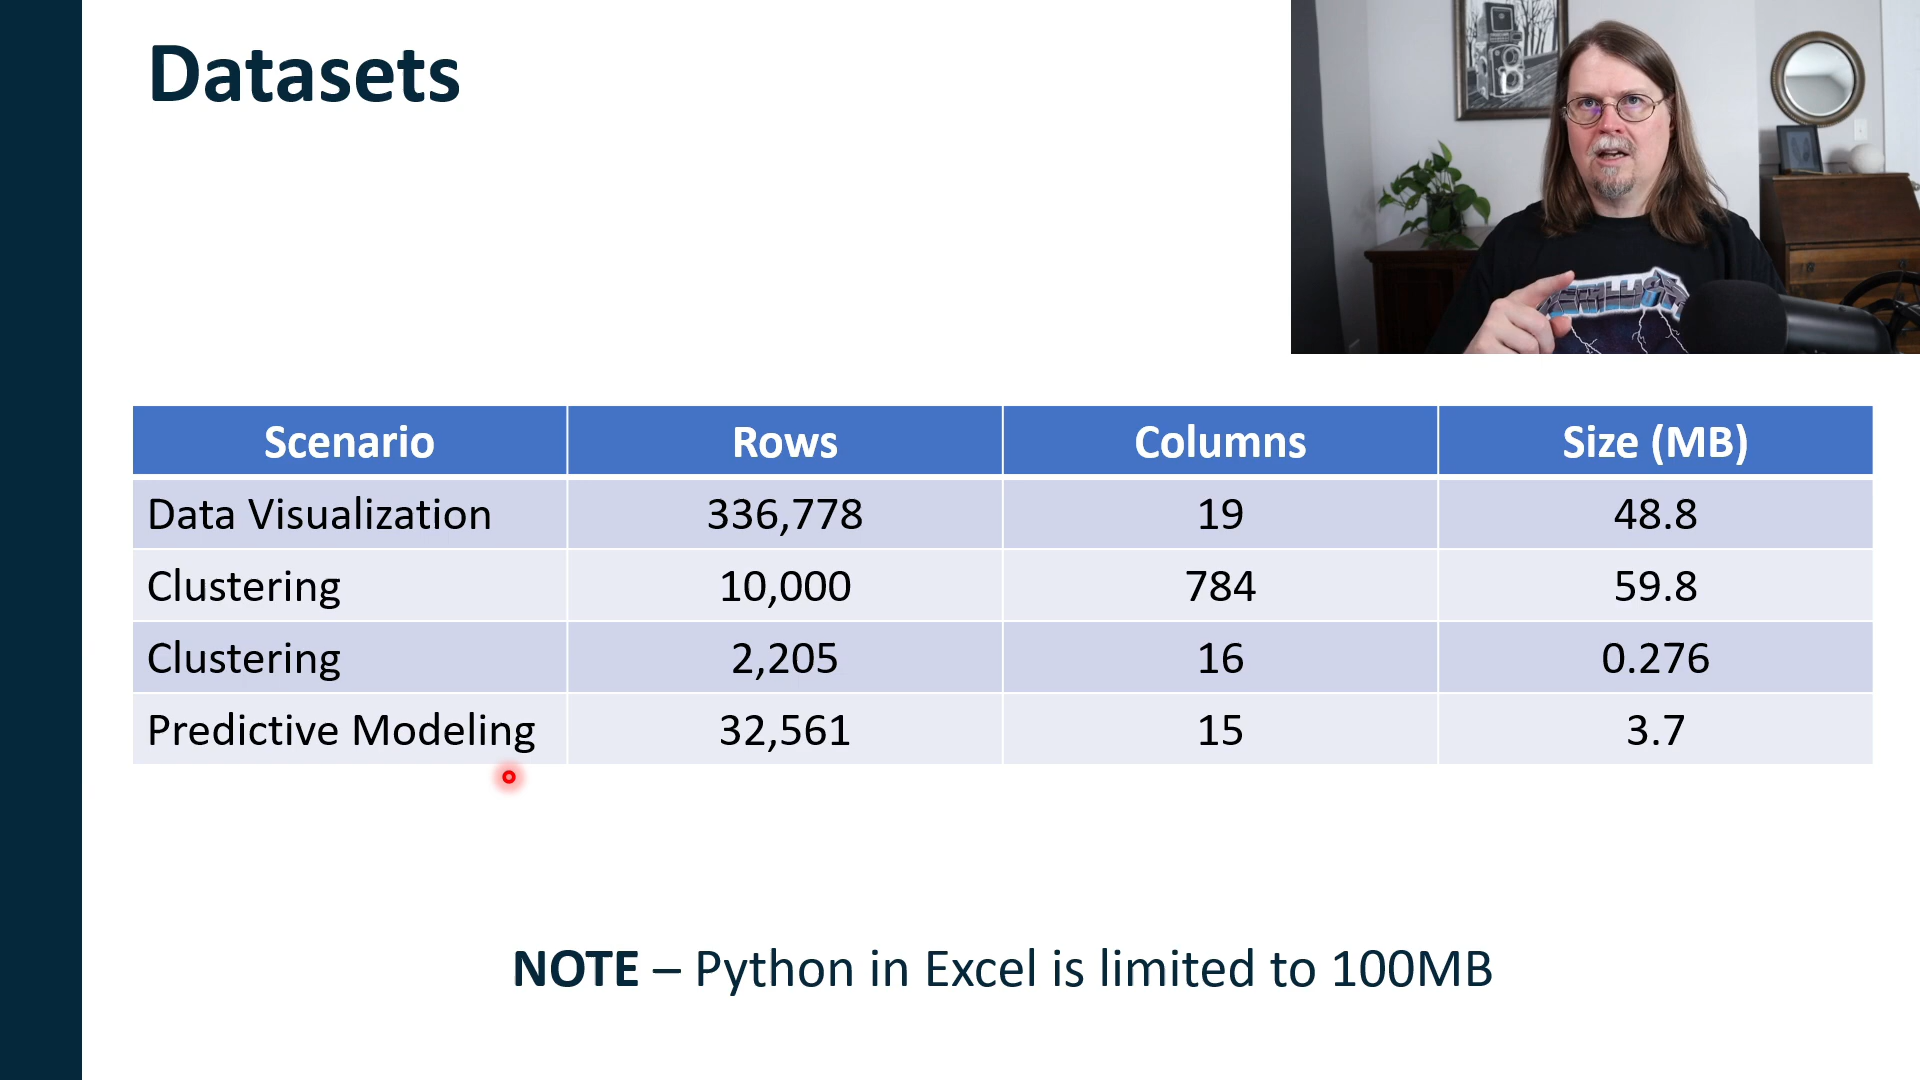 Datasets
Scenario Rows Columns Size (MB)
Data Visualization 336,778 19 48.8
Clustering 10,000 784 59.8
Clustering 2,205 16 0.276
Predictive Modeling 32,561 15 3.7
NOTE – Python in Excel is limited to 100MB